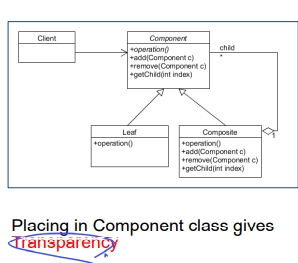 Client
Component
+operation()
+add(Component c)
+remove(Component c)
+getChild(int index)
child
*
Leaf
+operation()
Composite
+operation()
+add(Component c)
+remove(Component c)
+getChild(int index)
1
Placing in Component class gives
Transparency